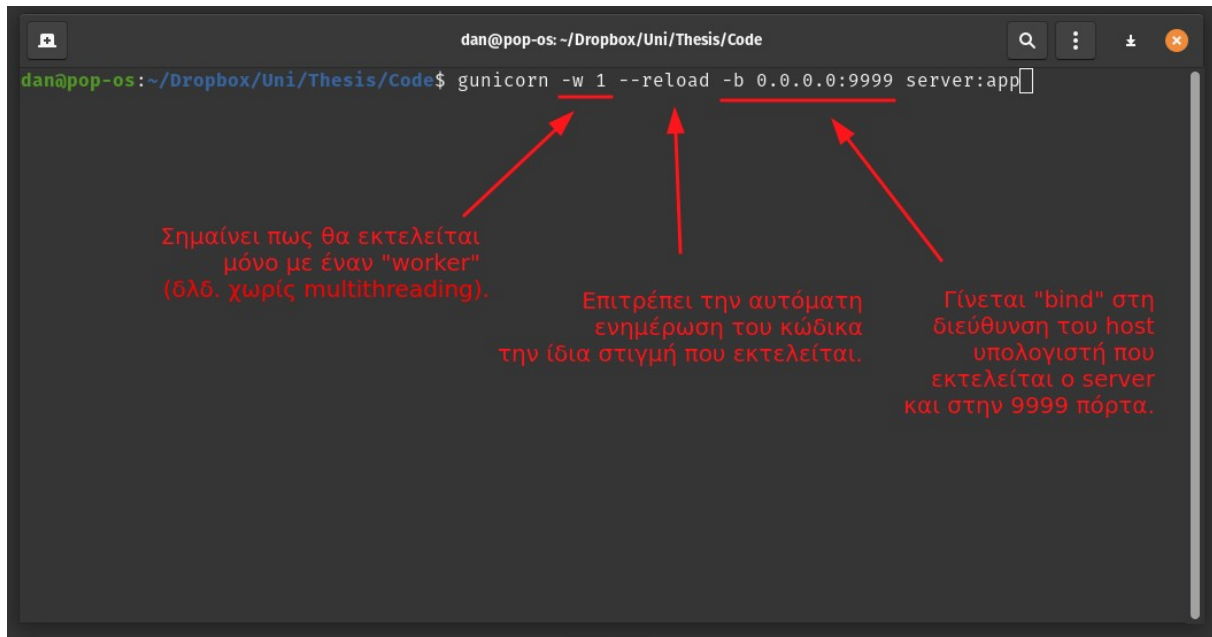 dan@pop-os: ~/Dropbox/Uni/Thesis/Code
dan@pop-os:~/Dropbox/Uni/Thesis/Code$ gunicorn -w 1 --reload -b 0.0.0.0:9999 server:app
Σημαίνει πως θα εκτελείται
μόνο με έναν "worker"
(δλδ. χωρίς multithreading).
Επιτρέπει την αυτόματη
ενημέρωση του κώδικα
την ίδια στιγμή που εκτελείται.
Γίνεται "bind" στη
διεύθυνση του host
υπολογιστή που
εκτελείται ο server
και στην 9999 πόρτα.